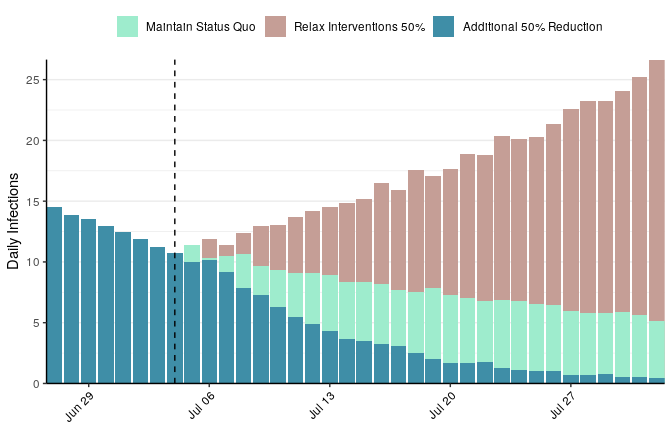 Maintain Status Quo Relax Interventions 50% Additional 50% Reduction
Daily Infections
25
20
15
10
5
0
Jun 29 Jul 06 Jul 13 Jul 20 Jul 27